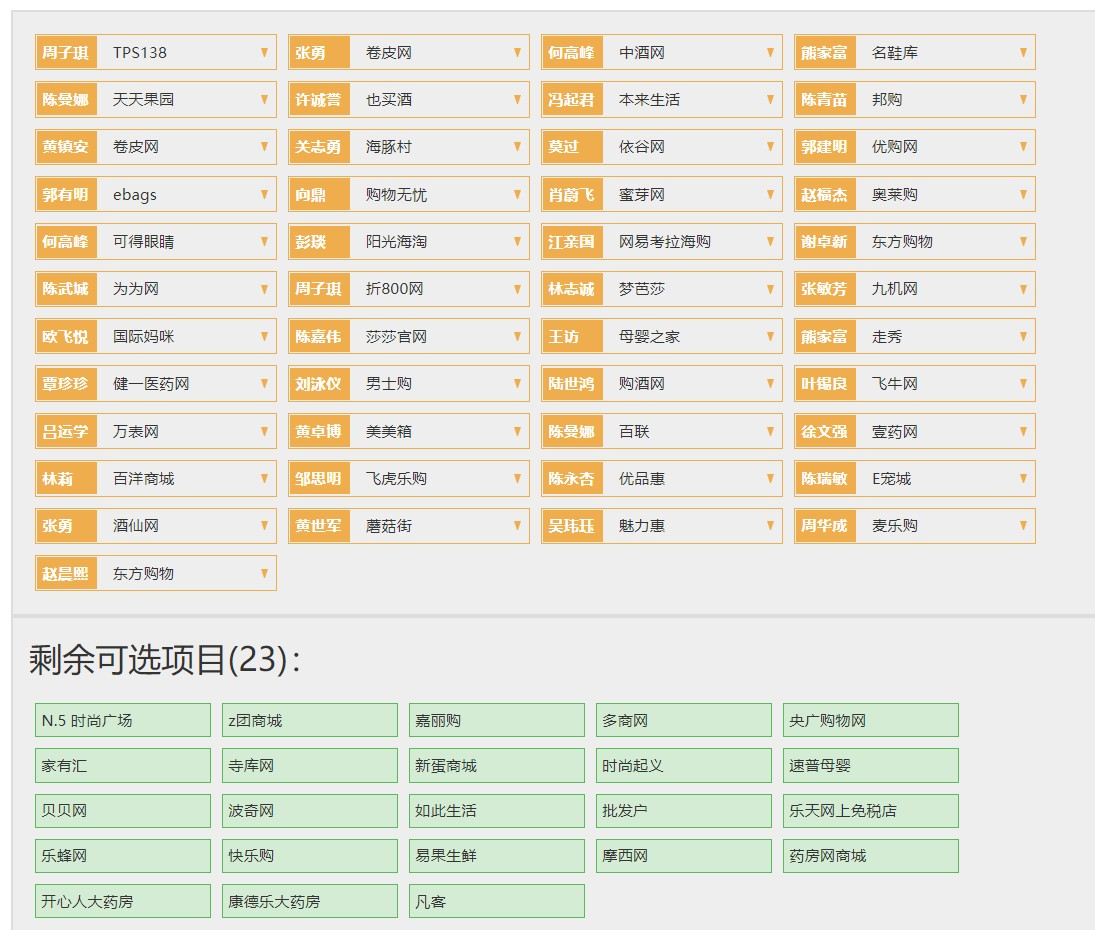 周子琪 TPS138 ▼ 张勇 卷皮网 ▼ 何高峰 中酒网 ▼ 熊家富 名鞋库 ▼
陈曼娜 天天果园 ▼ 许诚誉 也买酒 ▼ 冯起君 本来生活 ▼ 陈青苗 邦购 ▼
黄镇安 卷皮网 ▼ 关志勇 海豚村 ▼ 莫过 依谷网 ▼ 郭建明 优购网 ▼
郭有明 ebags ▼ 向鼎 购物无忧 ▼ 肖蔚飞 蜜芽网 ▼ 赵福杰 奥莱购 ▼
何高峰 可得眼睛 ▼ 彭琰 阳光海淘 ▼ 江亲国 网易考拉海购 ▼ 谢卓新 东方购物 ▼
陈武城 为为网 ▼ 周子琪 折800网 ▼ 林志诚 梦芭莎 ▼ 张敏芳 九机网 ▼
欧飞悦 国际妈咪 ▼ 陈嘉伟 莎莎官网 ▼ 王访 母婴之家 ▼ 熊家富 走秀 ▼
覃珍珍 健一医药网 ▼ 刘泳仪 男士购 ▼ 陆世鸿 购酒网 ▼ 叶锡良 飞牛网 ▼
吕运学 万表网 ▼ 黄卓博 美美箱 ▼ 陈曼娜 百联 ▼ 徐文强 壹药网 ▼
林莉 百洋商城 ▼ 邹思明 飞虎乐购 ▼ 陈永杏 优品惠 ▼ 陈瑞敏 E宠城 ▼
张勇 酒仙网 ▼ 黄世军 蘑菇街 ▼ 吴玮珏 魅力惠 ▼ 周华成 麦乐购 ▼
赵晨熙 东方购物 ▼
剩余可选项目(23)：
N.5 时尚广场 z团商城 嘉丽购 多商网 央广购物网
家有汇 寺库网 新蛋商城 时尚起义 速普母婴
贝贝网 波奇网 如此生活 批发户 乐天网上免税店
乐蜂网 快乐购 易果生鲜 摩西网 药房网商城
开心人大药房 康德乐大药房 凡客